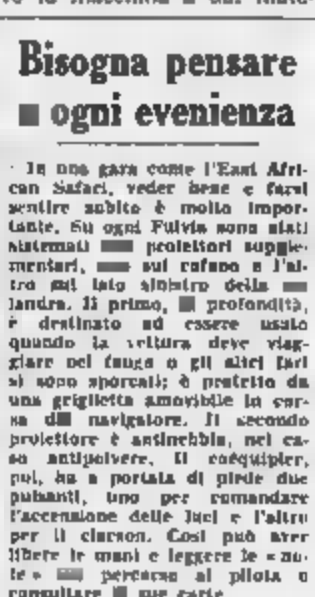 Bisogna pensare
ogni evenienza
In una gara come l'East Afri-
can Safari, veder bene e farsi
sentire subito è molto impor-
tante. Su ogni Fulvia sono stati
sistemati proiettori supple-
mentari, sul cofano e l'al-
tro sul lato sinistro della
landra. Il primo, profondità,
è destinato ad essere usato
quando la vettura deve viag-
giare nel fango o gli altri fari
si sono sporcati; è protetto da
una griglietta amovibile in cor-
sa navigatore. Il secondo
proiettore è antinebbia, nel ca-
so antipolvere. Il coéquipier,
poi, ha a portata di piede due
pulsanti, uno per comandare
l'accensione delle luci e l'altro
per il clacson. Così può aver
libere le mani e leggere le « no-
te » percorso al pilota o
consultare sue carte